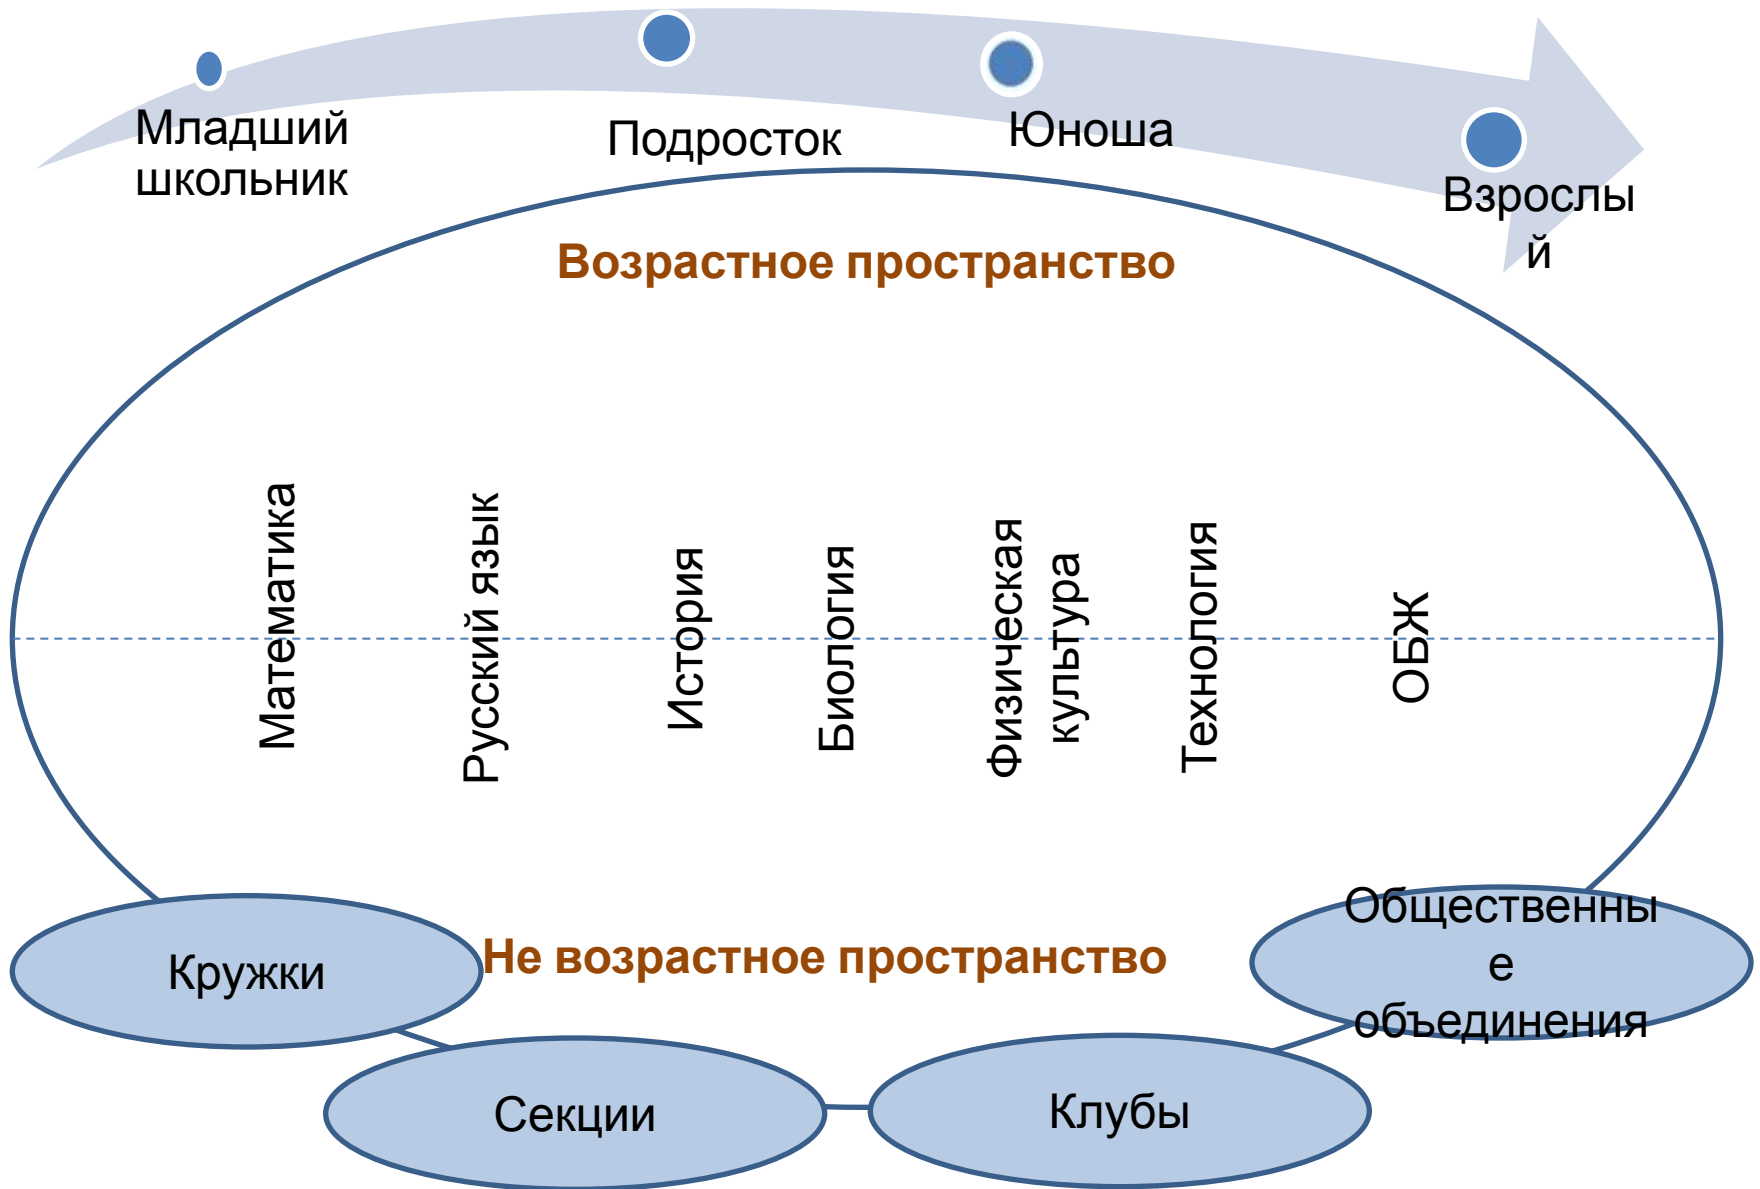 Младший
школьник
Подросток
Юноша
Взрослы
й
Возрастное пространство
Математика
Русский язык
История
Биология
Физическая
культура
Технология
ОБЖ
Не возрастное пространство
Кружки
Секции
Клубы
Общественны
е
объединения